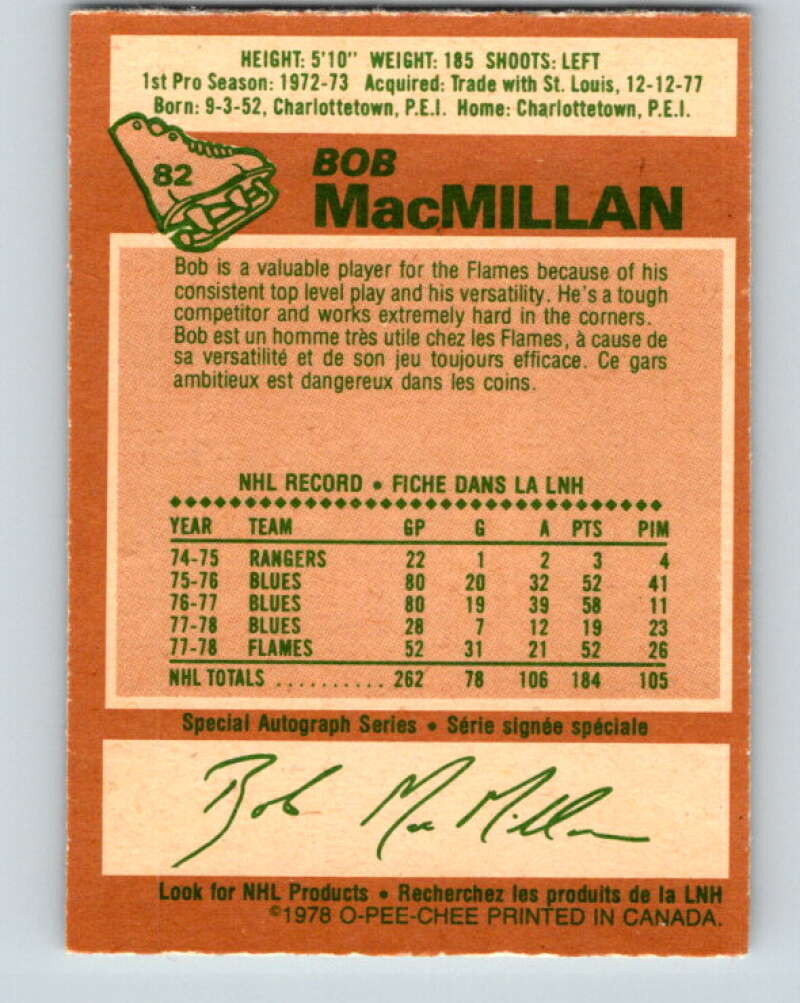 HEIGHT: 5'10" WEIGHT: 185 SHOOTS: LEFT
1st Pro Season: 1972-73 Acquired: Trade with St. Louis, 12-12-77
Born: 9-3-52, Charlottetown, P.E.I. Home: Charlottetown, P.E.I.
82
BOB
MacMILLAN
Bob is a valuable player for the Flames because of his
consistent top level play and his versatility. He's a tough
competitor and works extremely hard in the corners.
Bob est un homme très utile chez les Flames, à cause de
sa versatilité et de son jeu toujours efficace. Ce gars
ambitieux est dangereux dans les coins.
NHL RECORD • FICHE DANS LA LNH
YEAR TEAM GP G A PTS PIM
74-75 RANGERS 22 1 2 3 4
75-76 BLUES 80 20 32 52 41
76-77 BLUES 80 19 39 58 11
77-78 BLUES 28 7 12 19 23
77-78 FLAMES 52 31 21 52 26
NHL TOTALS .......... 262 78 106 184 105
Special Autograph Series • Série signée spéciale
Bob MacMillan
Look for NHL Products • Recherchez les produits de la LNH
©1978 O-PEE-CHEE PRINTED IN CANADA.